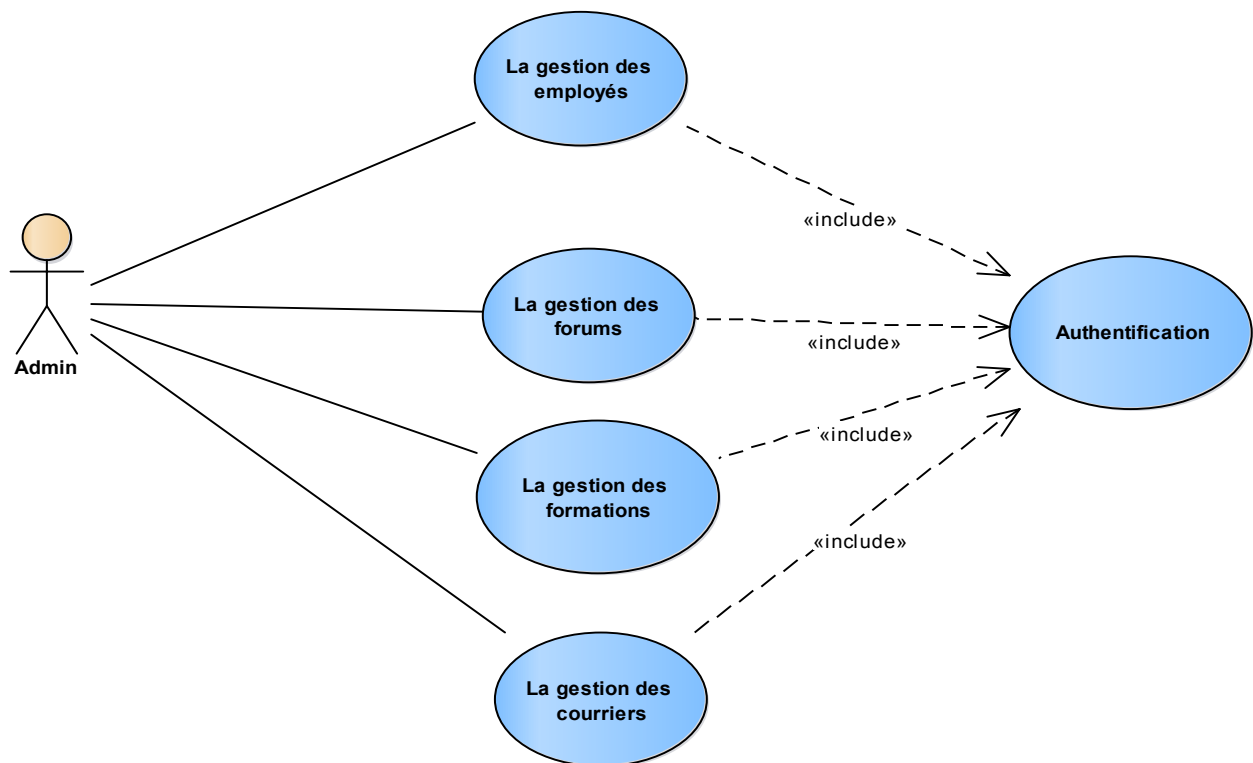 La gestion des
employés
«include»
La gestion des
forums
«include»
Authentification
Admin
«include»
La gestion des
formations
«include»
La gestion des
courriers